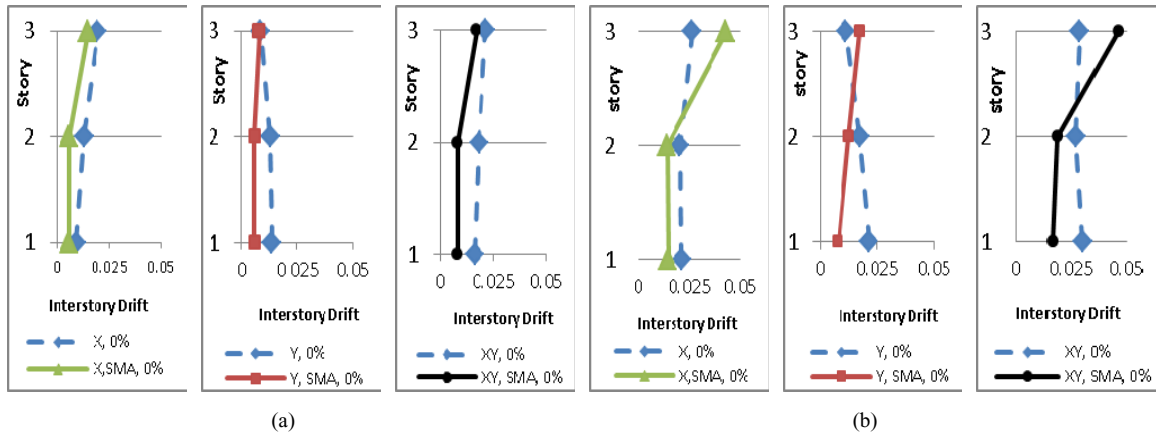 3
2
1
Story
0 0.025 0.05
Interstory Drift
X, 0%
X,SMA, 0%
3
2
1
Story
0 0.025 0.05
Interstory Drift
Y, 0%
Y, SMA, 0%
3
2
1
Story
0 0.025 0.05
Interstory Drift
XY, 0%
XY, SMA, 0%
(a)
3
2
1
story
0 0.025 0.05
Interstory Drift
X, 0%
X,SMA, 0%
3
2
1
story
0 0.025 0.05
Interstory Drift
Y, 0%
Y, SMA, 0%
3
2
1
story
0 0.025 0.05
Interstory Drift
XY, 0%
XY, SMA, 0%
(b)